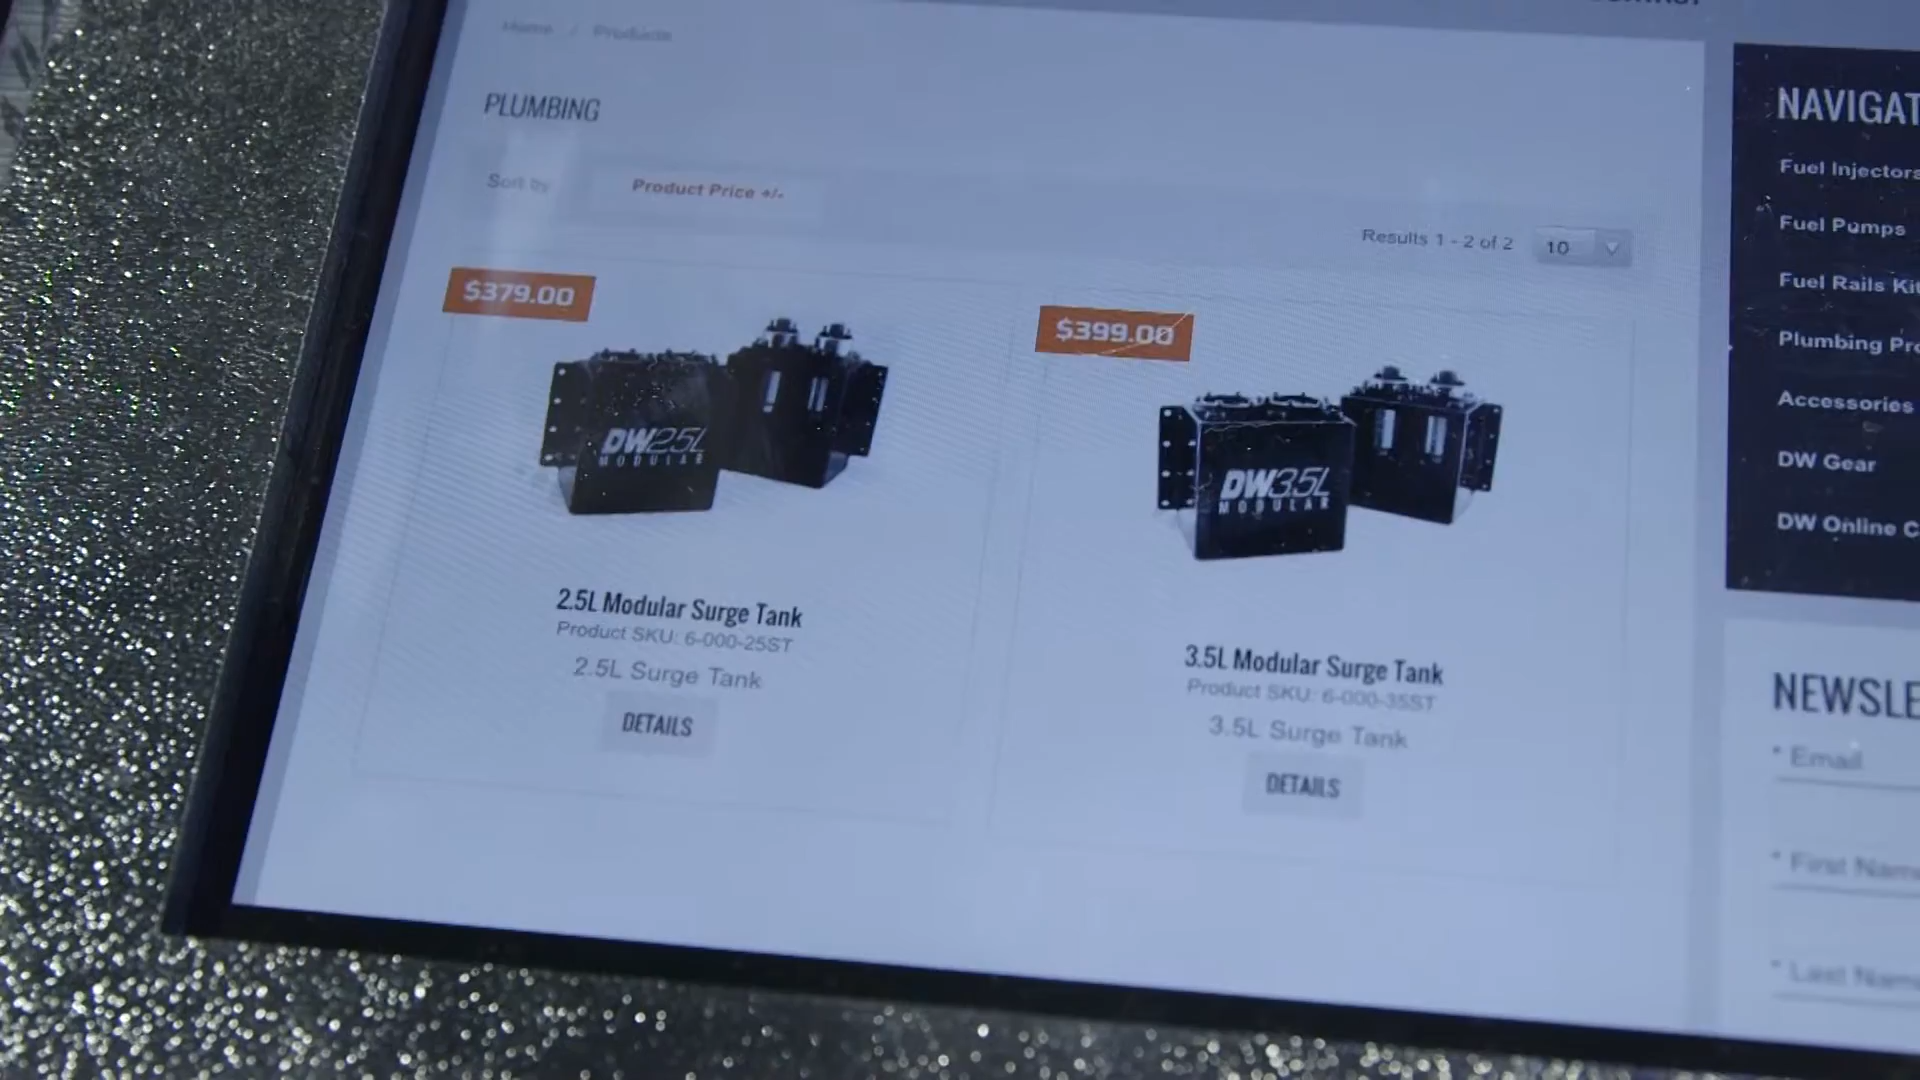 Home / Products
PLUMBING
Sort by
Product Price +/-
Results 1 - 2 of 2
10
$379.00
DW2.5L
MODULAR
2.5L Modular Surge Tank
Product SKU: 6-000-25ST
2.5L Surge Tank
DETAILS
$399.00
DW3.5L
MODULAR
3.5L Modular Surge Tank
Product SKU: 6-000-35ST
3.5L Surge Tank
DETAILS
NAVIGAT
Fuel Injectors
Fuel Pumps
Fuel Rails Kit
Plumbing Pro
Accessories
DW Gear
DW Online C
NEWSLE
* Email
* First Name
* Last Name